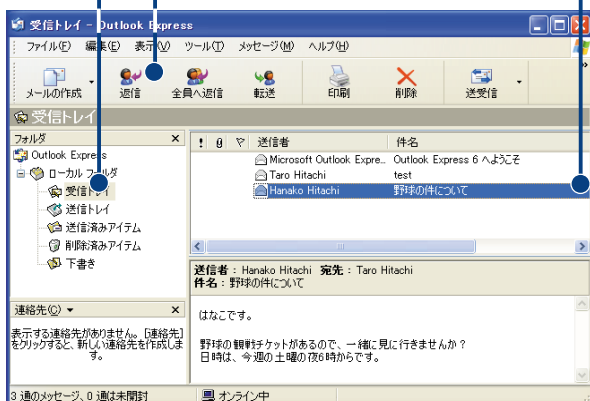 受信トレイ - Outlook Express
ファイル(F) 編集(E) 表示(V) ツール(T) メッセージ(M) ヘルプ(H)
メールの作成 返信 全員へ返信 転送 印刷 削除 送受信
受信トレイ
フォルダ
Outlook Express
ローカル フォルダ
受信トレイ
送信トレイ
送信済みアイテム
削除済みアイテム
下書き
連絡先(C)
表示する連絡先がありません。[連絡先]
をクリックすると、新しい連絡先を作成しま
す。
! 送信者 件名
Microsoft Outlook Expre... Outlook Express 6 へようこそ
Taro Hitachi test
Hanako Hitachi 野球の件について
送信者: Hanako Hitachi 宛先: Taro Hitachi
件名: 野球の件について
はなこです。
野球の観戦チケットがあるので、一緒に見に行きませんか?
日時は、今週の土曜の夜6時からです。
3 通のメッセージ、0 通は未開封 オンライン中